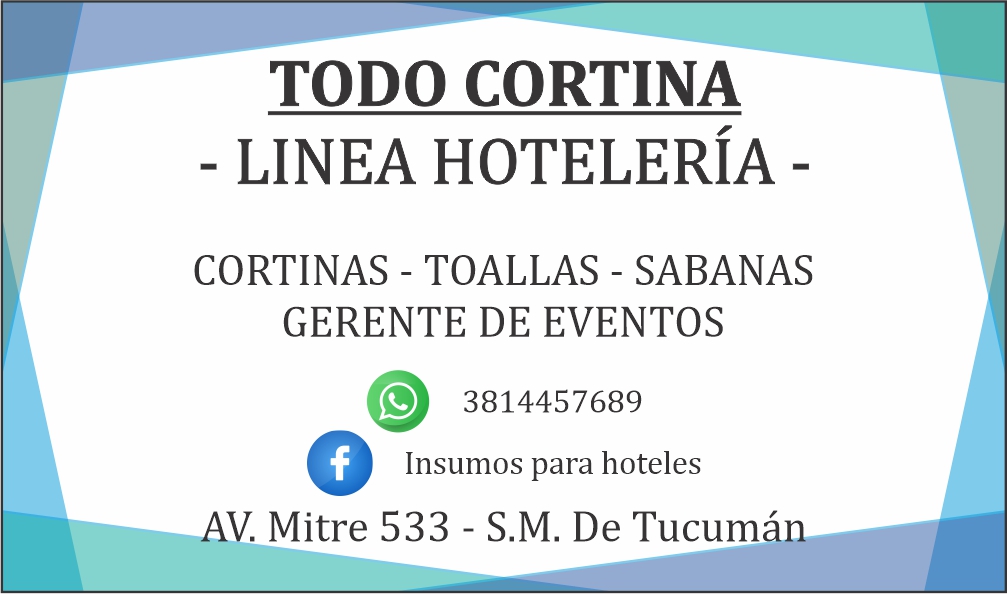 TODO CORTINA
- LINEA HOTELERÍA -
CORTINAS - TOALLAS - SABANAS
GERENTE DE EVENTOS
3814457689
Insumos para hoteles
AV. Mitre 533 - S.M. De Tucumán